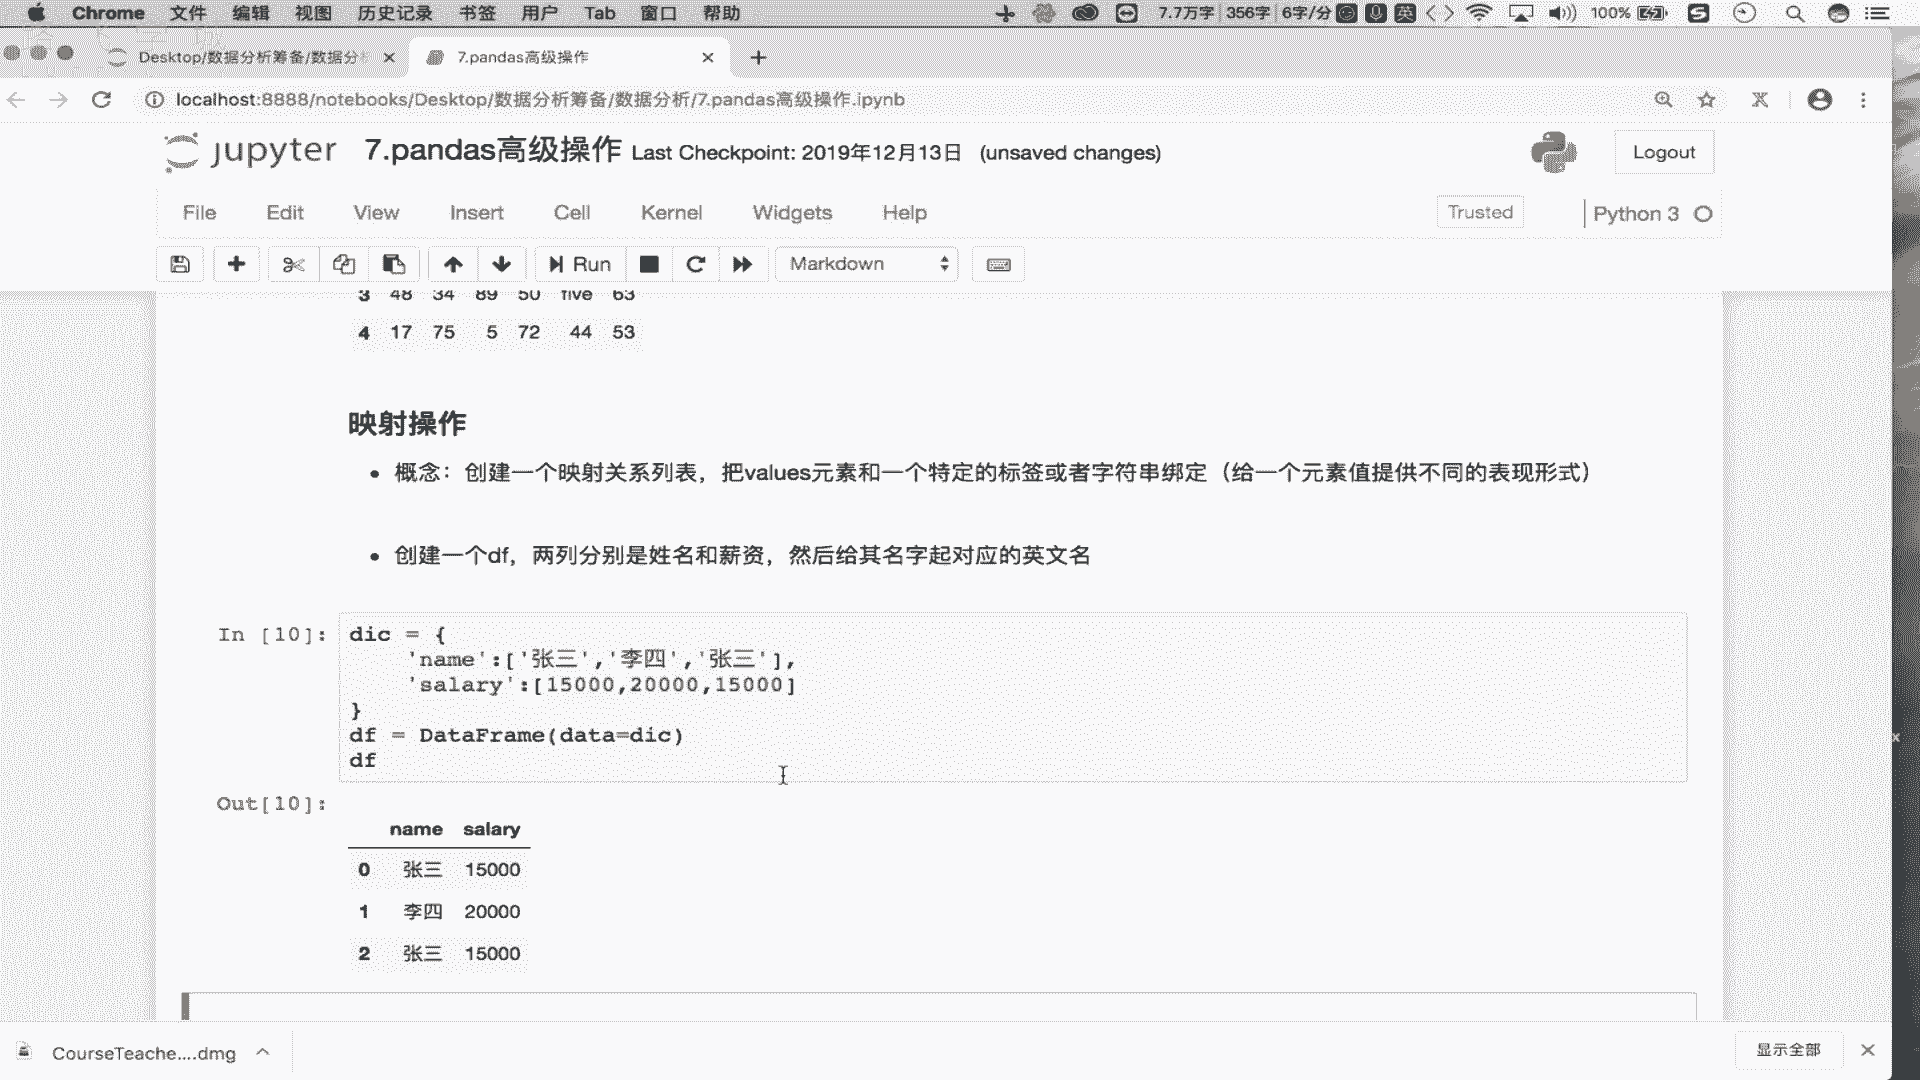 Chrome 文件 编辑 视图 历史记录 书签 用户 Tab 窗口 帮助 7.7万字 356字 6字/分 英 100%
Desktop/数据分析筹备/数据分 7.pandas高级操作
localhost:8888/notebooks/Desktop/数据分析筹备/数据分析/7.pandas高级操作.ipynb
jupyter 7.pandas高级操作 Last Checkpoint: 2019年12月13日 (unsaved changes) Logout
File Edit View Insert Cell Kernel Widgets Help Trusted Python 3
Run Markdown
3 48 34 89 50 five 63
4 17 75 5 72 44 53
映射操作
概念：创建一个映射关系列表，把values元素和一个特定的标签或者字符串绑定（给一个元素值提供不同的表现形式）
创建一个df，两列分别是姓名和薪资，然后给其名字起对应的英文名
In [10]: dic = {
'name':['张三','李四','张三'],
'salary':[15000,20000,15000]
}
df = DataFrame(data=dic)
df
Out[10]:
name salary
0 张三 15000
1 李四 20000
2 张三 15000
CourseTeache....dmg 显示全部